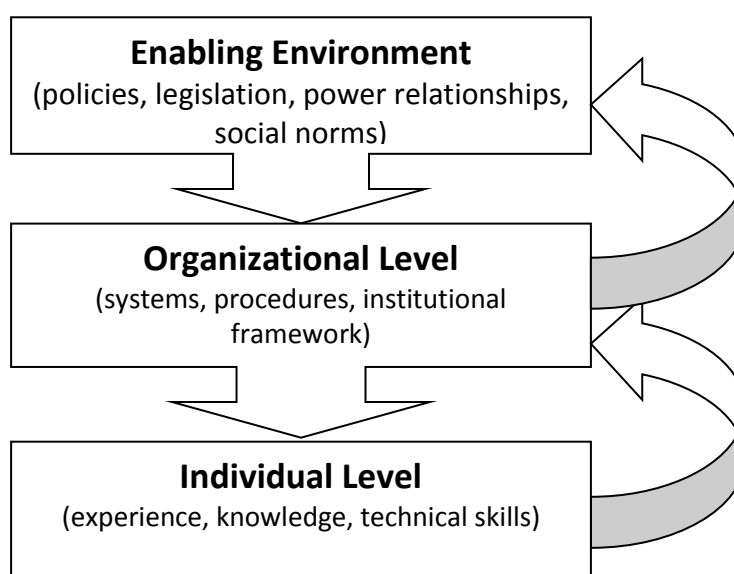 Enabling Environment
(policies, legislation, power relationships,
social norms)
Organizational Level
(systems, procedures, institutional
framework)
Individual Level
(experience, knowledge, technical skills)